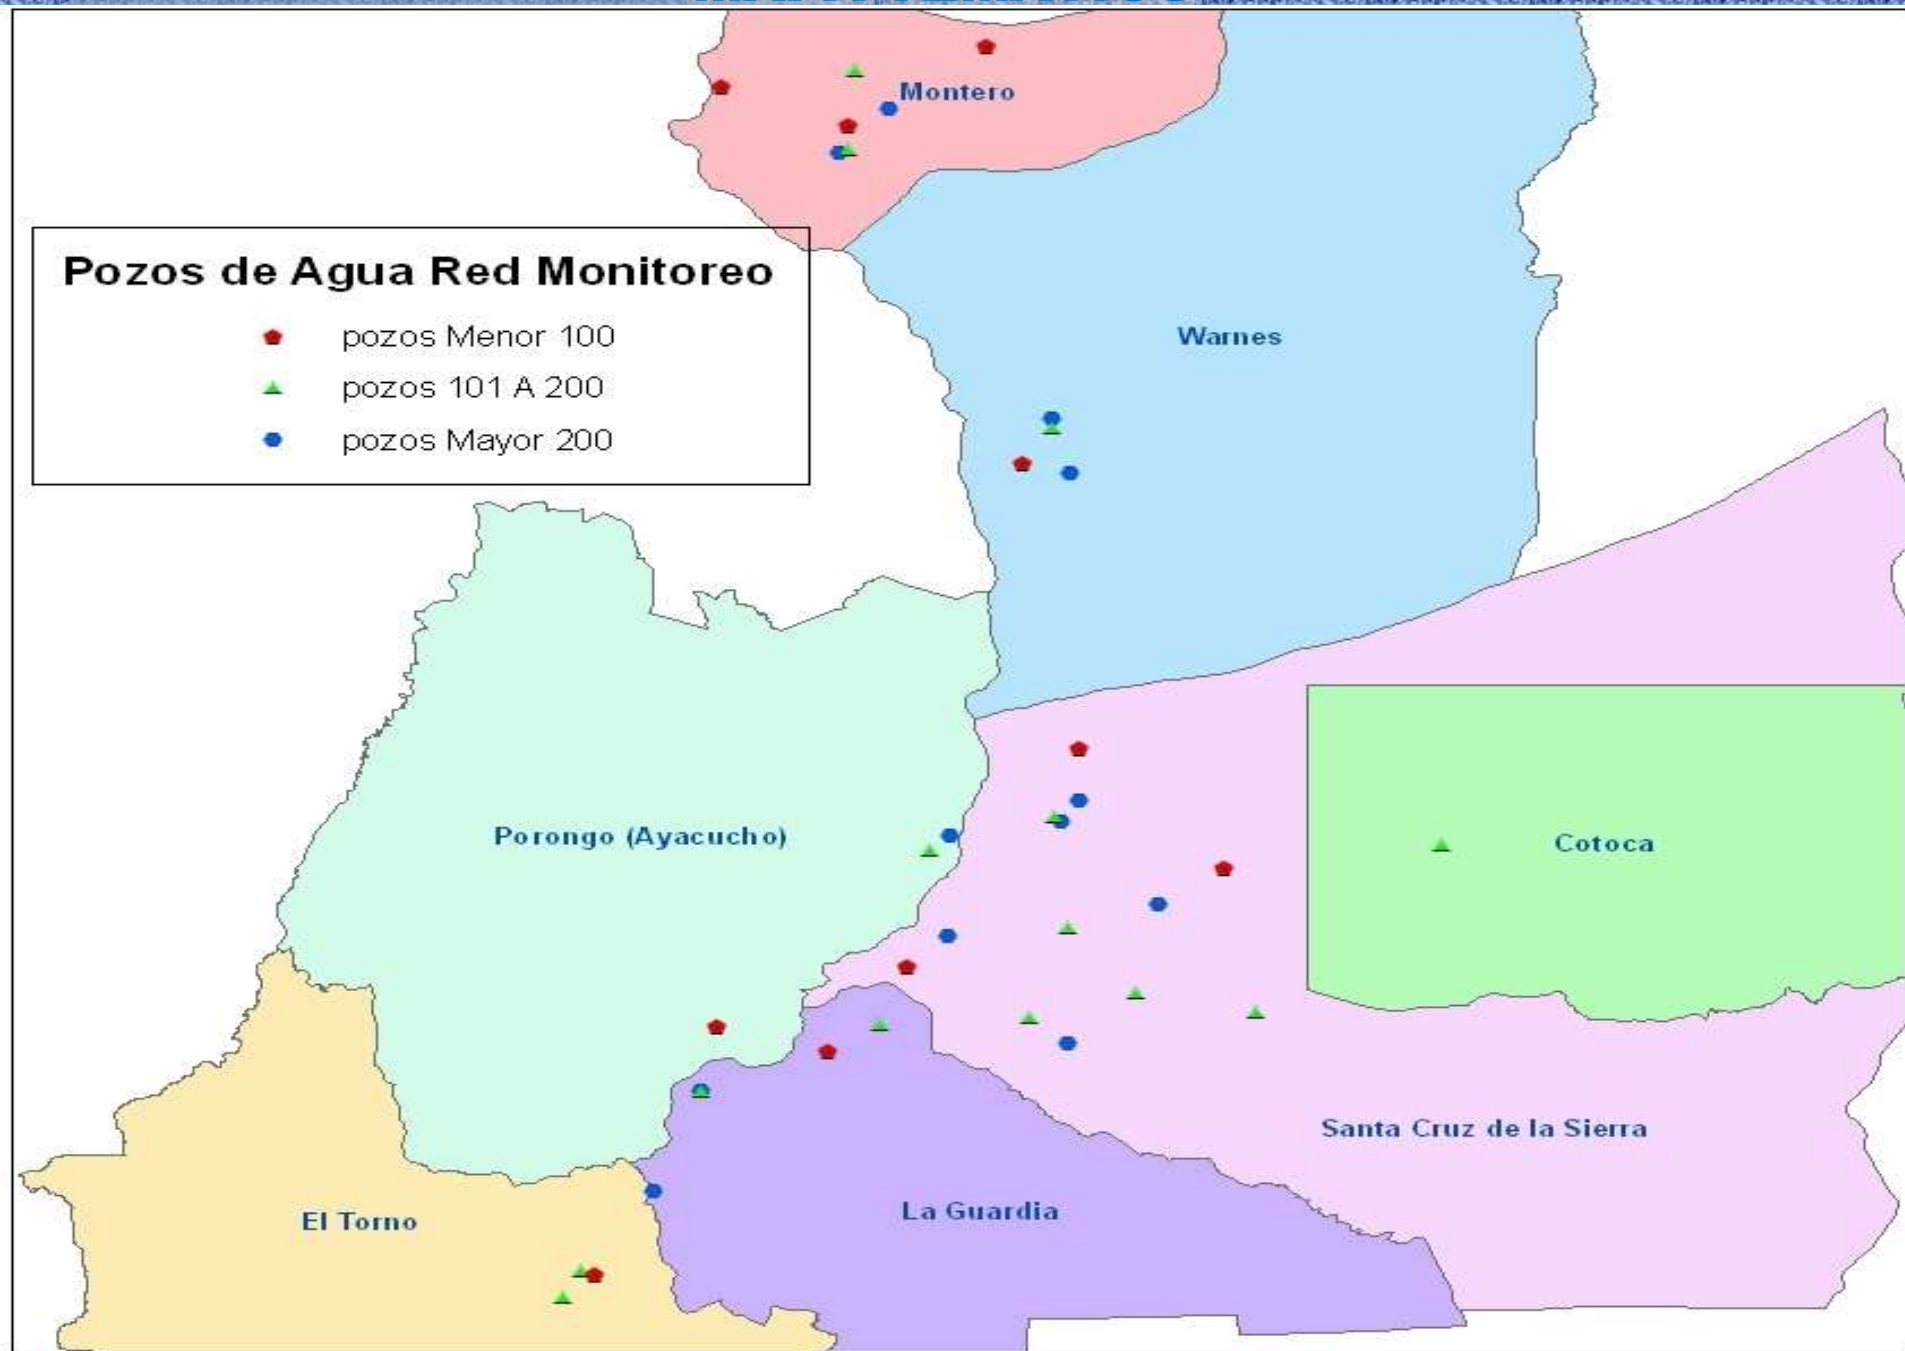 Montero
Pozos de Agua Red Monitoreo
pozos Menor 100
pozos 101 A 200
pozos Mayor 200
Warnes
Porongo (Ayacucho)
Cotoca
Santa Cruz de la Sierra
El Torno
La Guardia